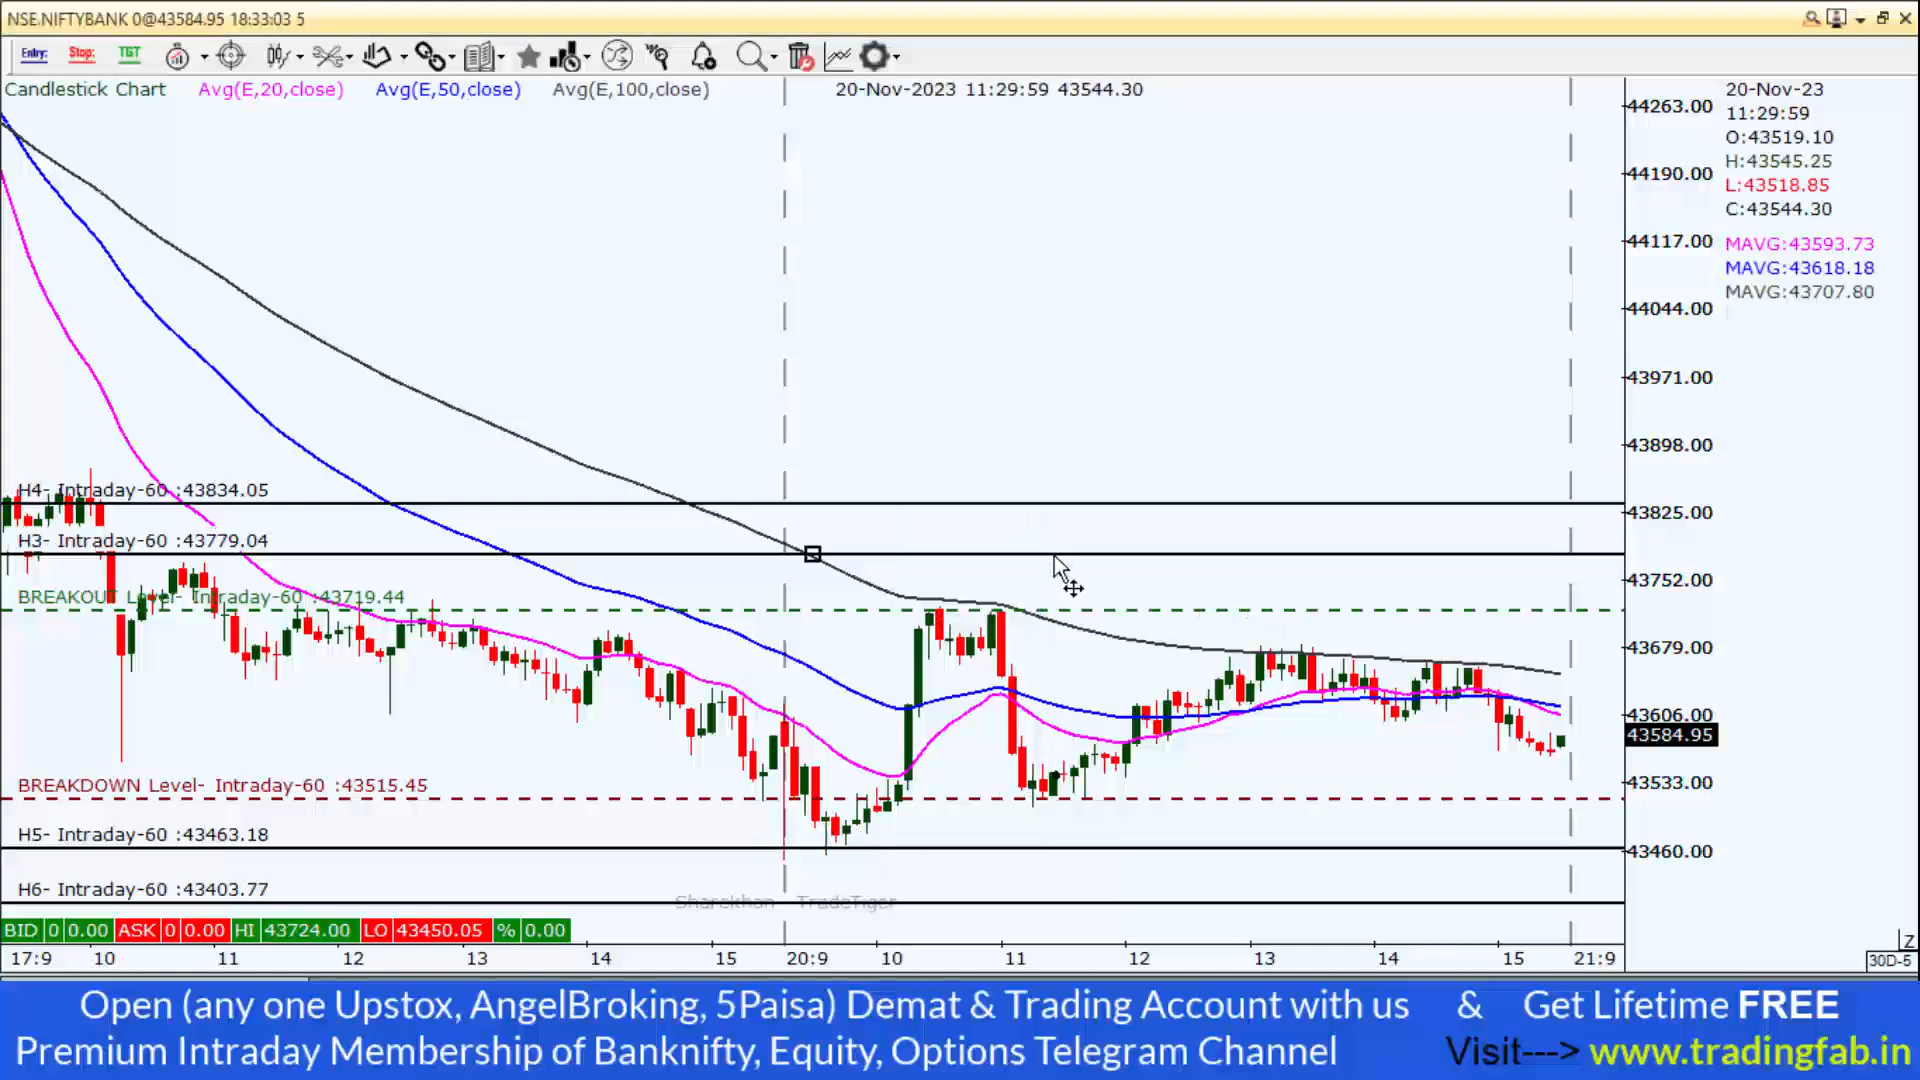 NSE.NIFTYBANK 0@43584.95 18:33:03 5
Entry: Stop: TGT
Candlestick Chart Avg(E,20,close) Avg(E,50,close) Avg(E,100,close) 20-Nov-2023 11:29:59 43544.30
20-Nov-23
11:29:59
O:43519.10
H:43545.25
L:43518.85
C:43544.30
MAVG:43593.73
MAVG:43618.18
MAVG:43707.80
44263.00
44190.00
44117.00
44044.00
43971.00
43898.00
43825.00
43752.00
43679.00
43606.00
43584.95
43533.00
43460.00
H4- Intraday-60 :43834.05
H3- Intraday-60 :43779.04
BREAKOUT Level- Intraday-60 :43719.44
BREAKDOWN Level- Intraday-60 :43515.45
H5- Intraday-60 :43463.18
H6- Intraday-60 :43403.77
Sharekhan TradeTiger
BID 0 0.00 ASK 0 0.00 HI 43724.00 LO 43450.05 % 0.00
Z
17:9 10 11 12 13 14 15 20:9 10 11 12 13 14 15 21:9 30D-5
Open (any one Upstox, AngelBroking, 5Paisa) Demat & Trading Account with us & Get Lifetime FREE
Premium Intraday Membership of Banknifty, Equity, Options Telegram Channel Visit---> www.tradingfab.in